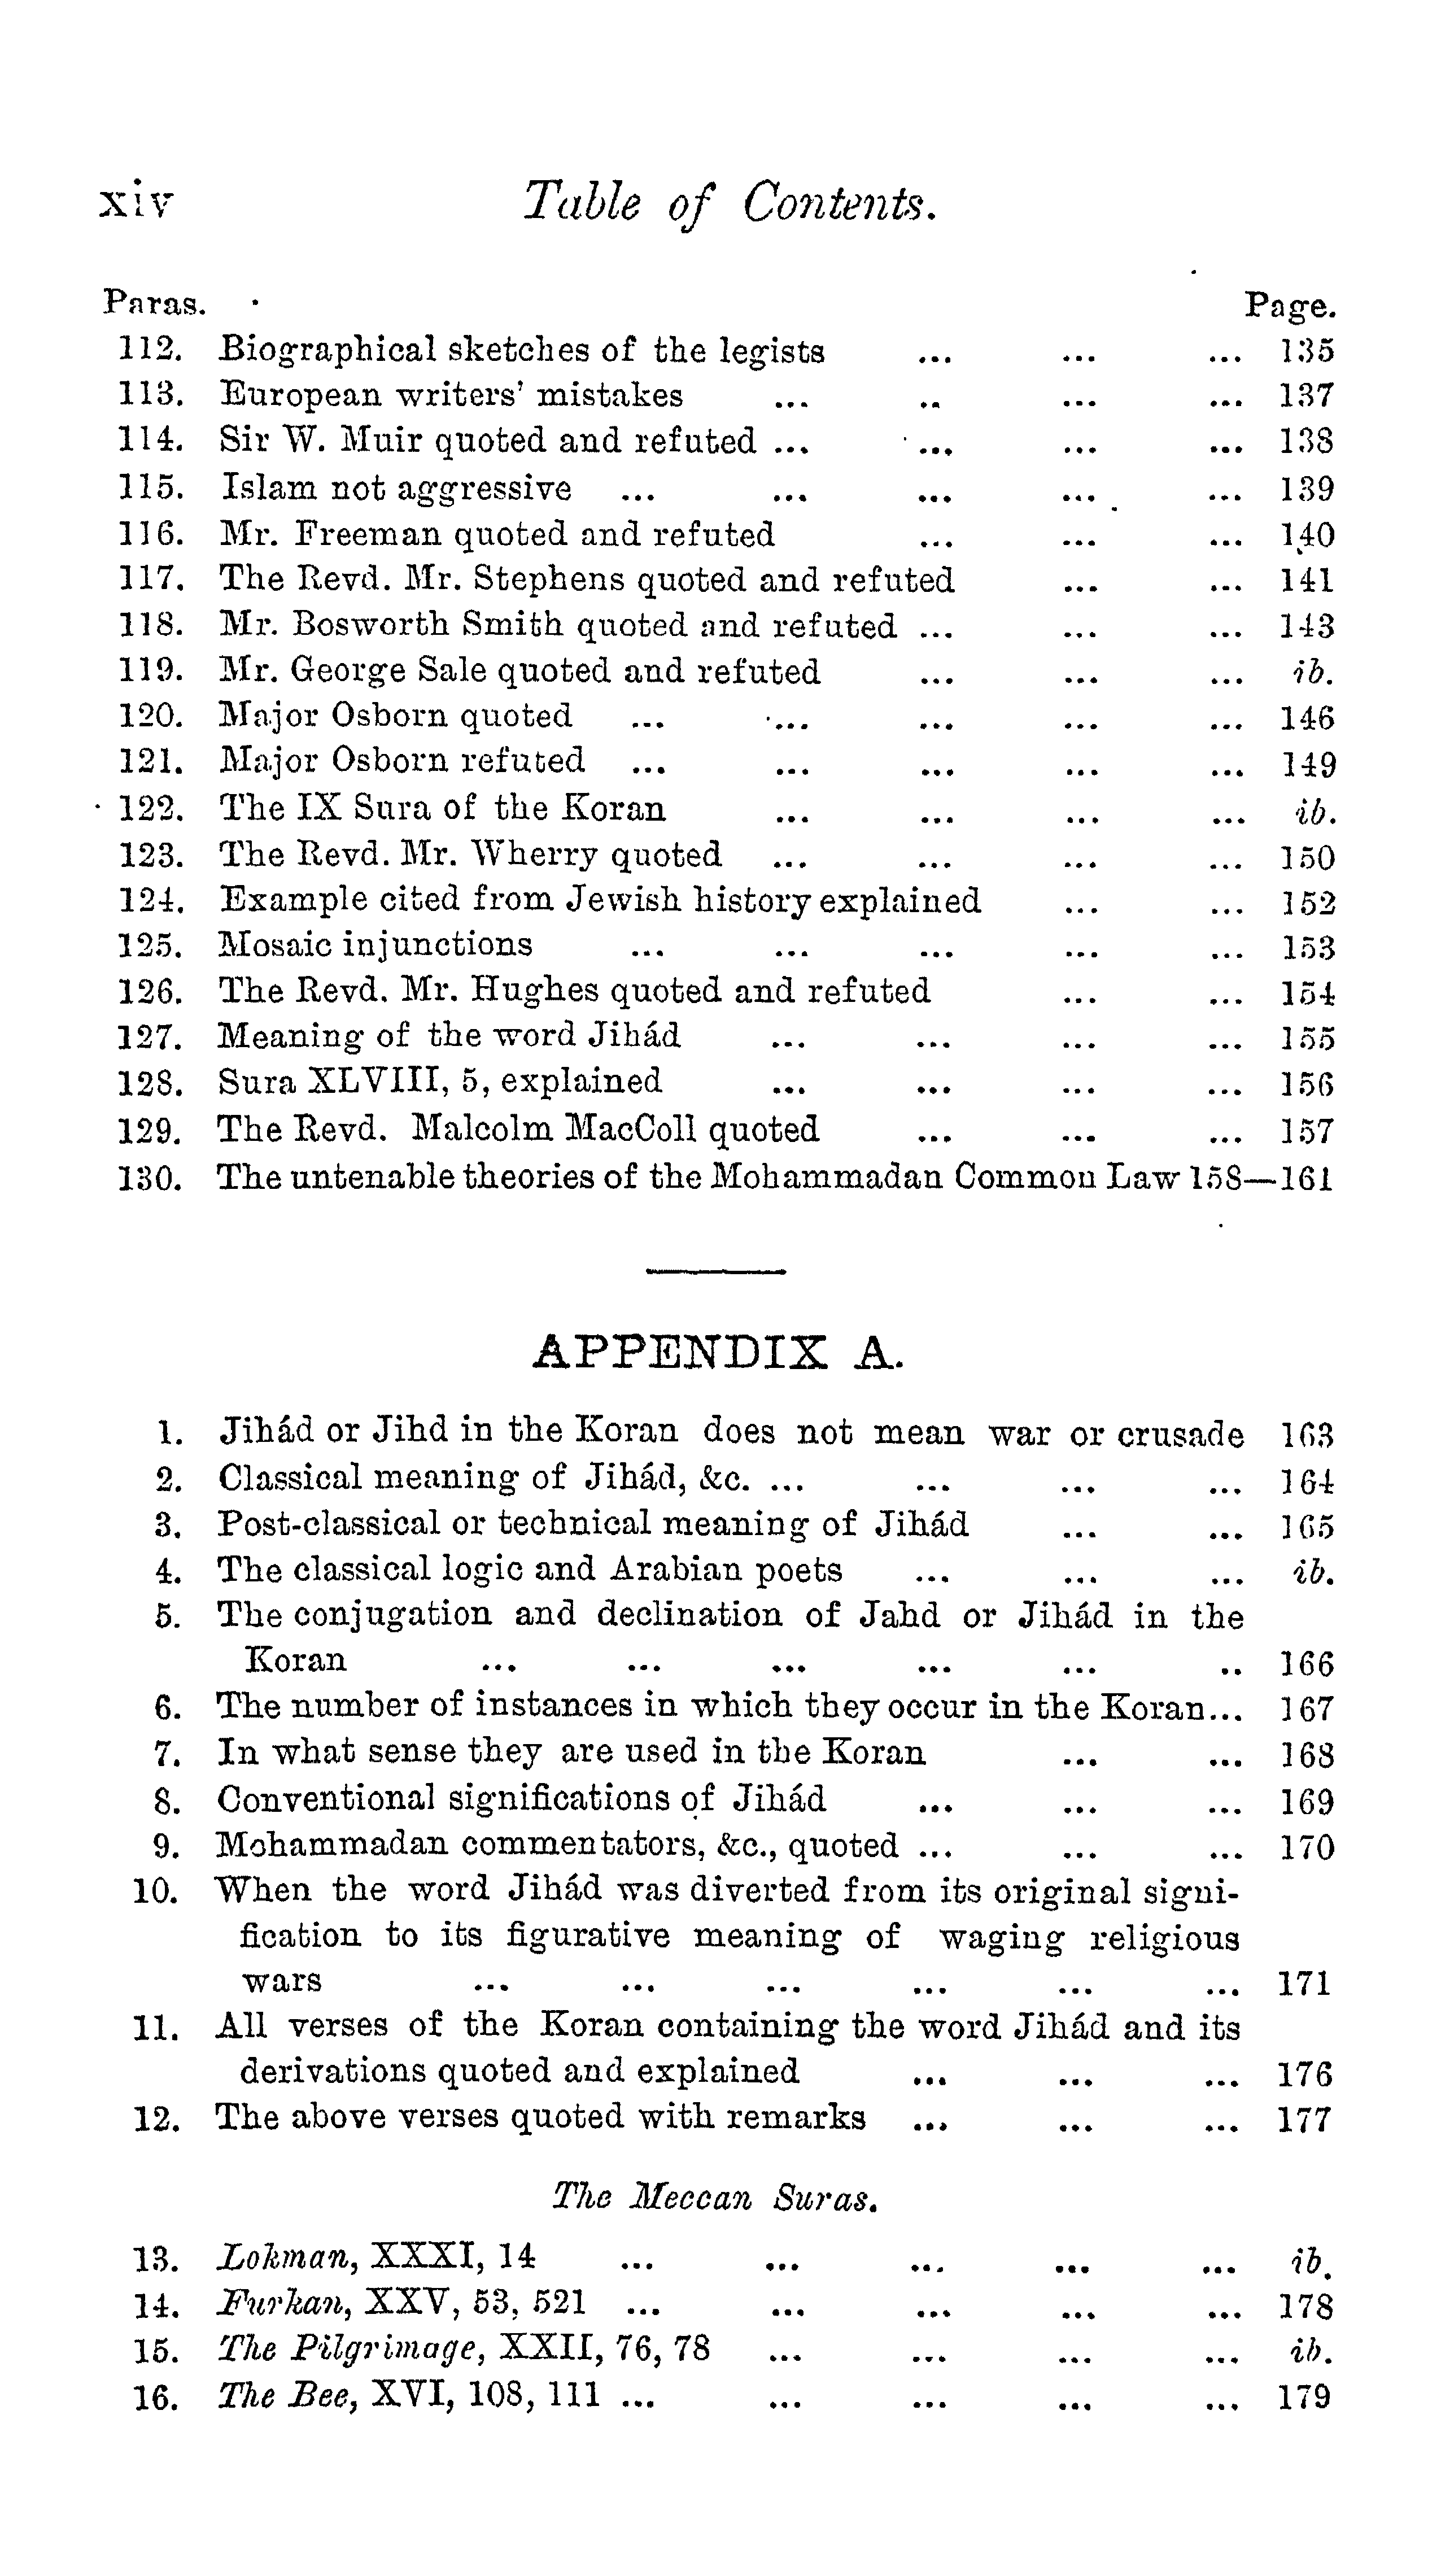 xiv Table of Contents.
Paras. Page.
112. Biographical sketches of the legists ... ... ... 135
113. European writers' mistakes ... .. ... ... 137
114. Sir W. Muir quoted and refuted ... ... ... ... 138
115. Islam not aggressive ... ... ... ... ... 139
116. Mr. Freeman quoted and refuted ... ... ... 140
117. The Revd. Mr. Stephens quoted and refuted ... ... 141
118. Mr. Bosworth Smith quoted and refuted ... ... ... 143
119. Mr. George Sale quoted and refuted ... ... ... ib.
120. Major Osborn quoted ... ... ... ... ... 146
121. Major Osborn refuted ... ... ... ... ... 149
122. The IX Sura of the Koran ... ... ... ... ib.
123. The Revd. Mr. Wherry quoted ... ... ... ... 150
124. Example cited from Jewish history explained ... ... 152
125. Mosaic injunctions ... ... ... ... ... 153
126. The Revd. Mr. Hughes quoted and refuted ... ... 154
127. Meaning of the word Jihád ... ... ... ... 155
128. Sura XLVIII, 5, explained ... ... ... ... 156
129. The Revd. Malcolm MacColl quoted ... ... ... 157
130. The untenable theories of the Mohammadan Common Law 158—161
APPENDIX A.
1. Jihád or Jihd in the Koran does not mean war or crusade 163
2. Classical meaning of Jihád, &c. ... ... ... ... 164
3. Post-classical or technical meaning of Jihád ... ... 165
4. The classical logic and Arabian poets ... ... ... ib.
5. The conjugation and declination of Jahd or Jihád in the
Koran ... ... ... ... ... .. 166
6. The number of instances in which they occur in the Koran... 167
7. In what sense they are used in the Koran ... ... 168
8. Conventional significations of Jihád ... ... ... 169
9. Mohammadan commentators, &c., quoted ... ... ... 170
10. When the word Jihád was diverted from its original signi-
fication to its figurative meaning of waging religious
wars ... ... ... ... ... ... 171
11. All verses of the Koran containing the word Jihád and its
derivations quoted and explained ... ... ... 176
12. The above verses quoted with remarks ... ... ... 177
The Meccan Suras.
13. Lokman, XXXI, 14 ... ... ... ... ... ib.
14. Furkan, XXV, 53, 521 ... ... ... ... ... 178
15. The Pilgrimage, XXII, 76, 78 ... ... ... ... ib.
16. The Bee, XVI, 108, 111 ... ... ... ... ... 179